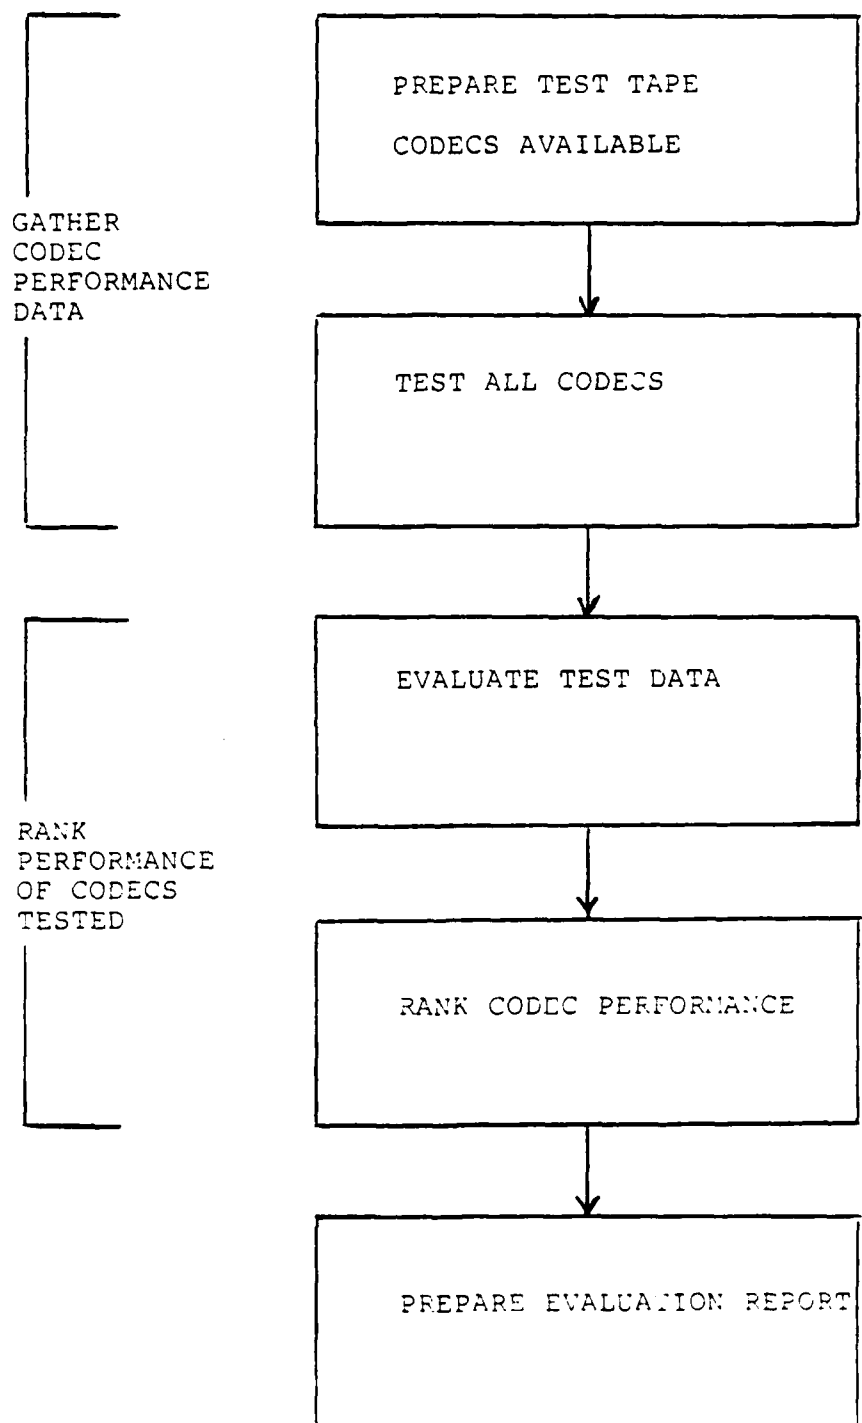 PREPARE TEST TAPE
CODECS AVAILABLE
GATHER
CODEC
PERFORMANCE
DATA
TEST ALL CODECS
EVALUATE TEST DATA
RANK
PERFORMANCE
OF CODECS
TESTED
RANK CODEC PERFORMANCE
PREPARE EVALUATION REPORT